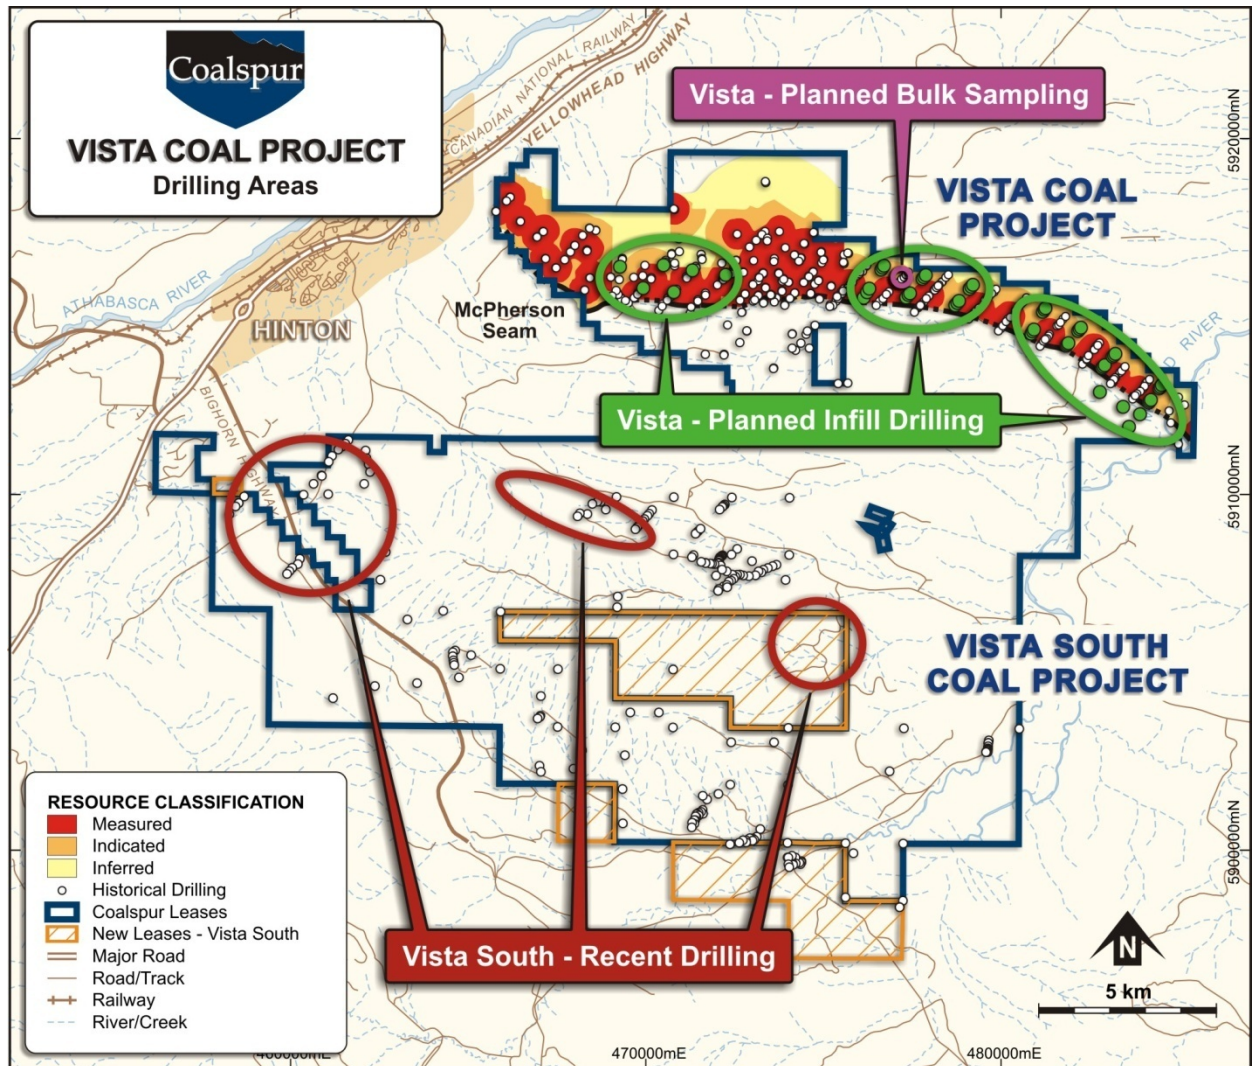 Coalspur
VISTA COAL PROJECT
Drilling Areas
CANADIAN NATIONAL RAILWAY
YELLOWHEAD HIGHWAY
Vista - Planned Bulk Sampling
5920000mN
VISTA COAL
PROJECT
ATHABASCA RIVER
HINTON
McPherson
Seam
RIVER
Vista - Planned Infill Drilling
BIGHORN HIGHWAY
5910000mN
VISTA SOUTH
COAL PROJECT
RESOURCE CLASSIFICATION
Measured
Indicated
Inferred
Historical Drilling
Coalspur Leases
New Leases - Vista South
Major Road
Road/Track
Railway
River/Creek
5900000mN
Vista South - Recent Drilling
N
5 km
460000mE
470000mE
480000mE